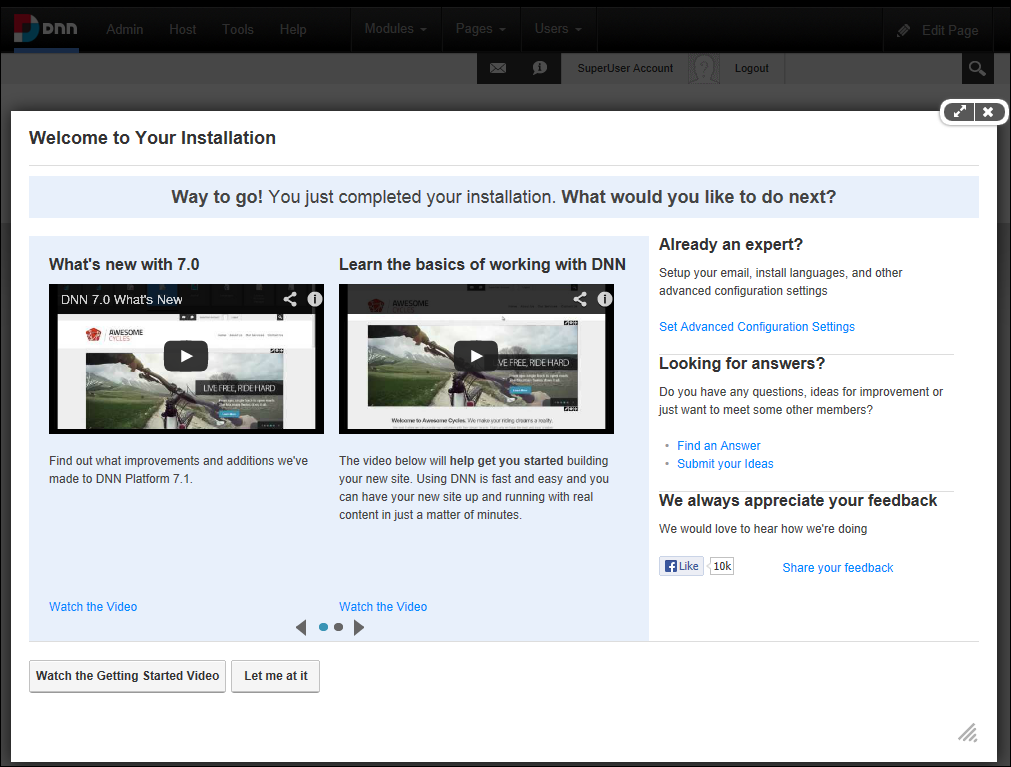 DNN Admin Host Tools Help Modules Pages Users Edit Page
SuperUser Account Logout
Welcome to Your Installation
Way to go! You just completed your installation. What would you like to do next?
What's new with 7.0
DNN 7.0 What's New
AWESOME
CYCLES
LIVE FREE, RIDE HARD
Find out what improvements and additions we've
made to DNN Platform 7.1.
Watch the Video
Learn the basics of working with DNN
AWESOME
VE FREE, RIDE HARD
Welcome to Awesome Cycles. We make your riding dreams a reality.
The video below will help get you started building
your new site. Using DNN is fast and easy and you
can have your new site up and running with real
content in just a matter of minutes.
Watch the Video
Already an expert?
Setup your email, install languages, and other
advanced configuration settings
Set Advanced Configuration Settings
Looking for answers?
Do you have any questions, ideas for improvement or
just want to meet some other members?
Find an Answer
Submit your Ideas
We always appreciate your feedback
We would love to hear how we're doing
Like 10k Share your feedback
Watch the Getting Started Video Let me at it